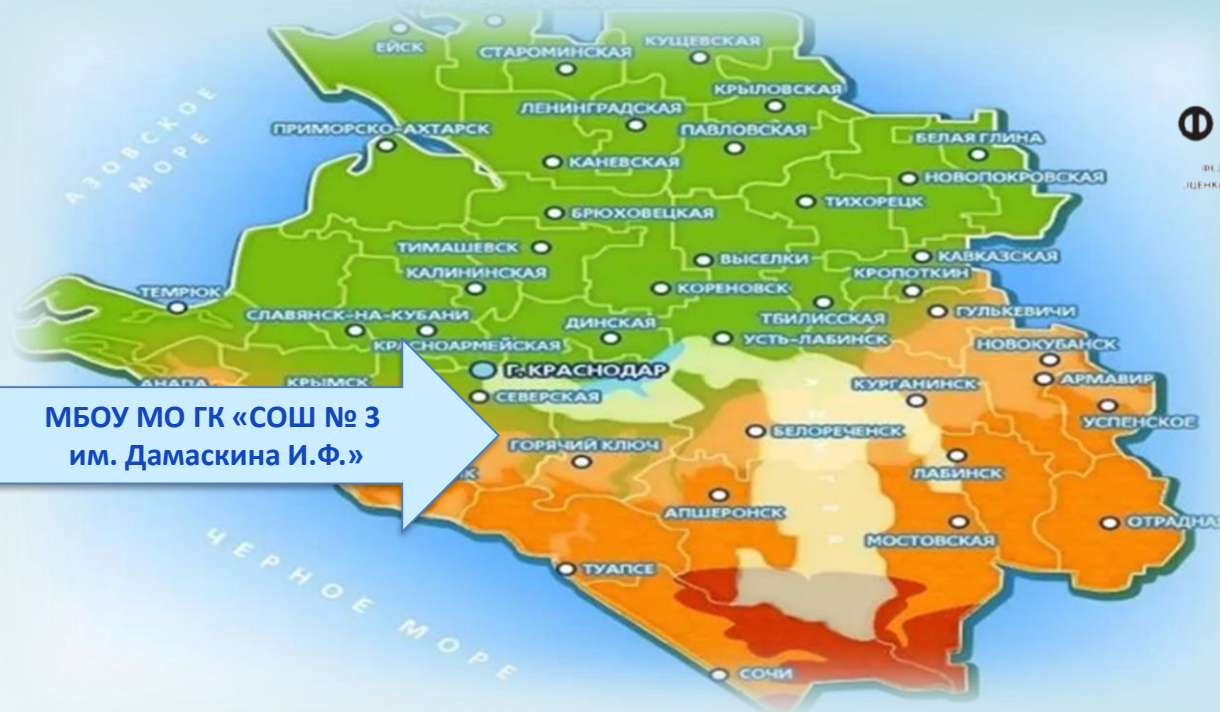 ЕЙСК
СТАРОМИНСКАЯ
КУЩЕВСКАЯ
КРЫЛОВСКАЯ
ЛЕНИНГРАДСКАЯ
ПРИМОРСКО-АХТАРСК
ПАВЛОВСКАЯ
БЕЛАЯ ГЛИНА
АЗОВСКОЕ
МОРЕ
КАНЕВСКАЯ
НОВОПОКРОВСКАЯ
БРЮХОВЕЦКАЯ
ТИХОРЕЦК
ТИМАШЕВСК
ВЫСЕЛКИ
КАВКАЗСКАЯ
КАЛИНИНСКАЯ
КРОПОТКИН
ТЕМРЮК
КОРЕНОВСК
СЛАВЯНСК-НА-КУБАНИ
ДИНСКАЯ
ТБИЛИССКАЯ
ГУЛЬКЕВИЧИ
КРАСНОАРМЕЙСКАЯ
УСТЬ-ЛАБИНСК
НОВОКУБАНСК
Г. КРАСНОДАР
АНАПА
КРЫМСК
КУРГАНИНСК
АРМАВИР
СЕВЕРСКАЯ
МБОУ МО ГК «СОШ № 3
им. Дамаскина И.Ф.»
УСПЕНСКОЕ
БЕЛОРЕЧЕНСК
ГОРЯЧИЙ КЛЮЧ
ЛАБИНСК
АПШЕРОНСК
ОТРАДНАЯ
МОСТОВСКАЯ
ЧЕРНОЕ МОРЕ
ТУАПСЕ
СОЧИ